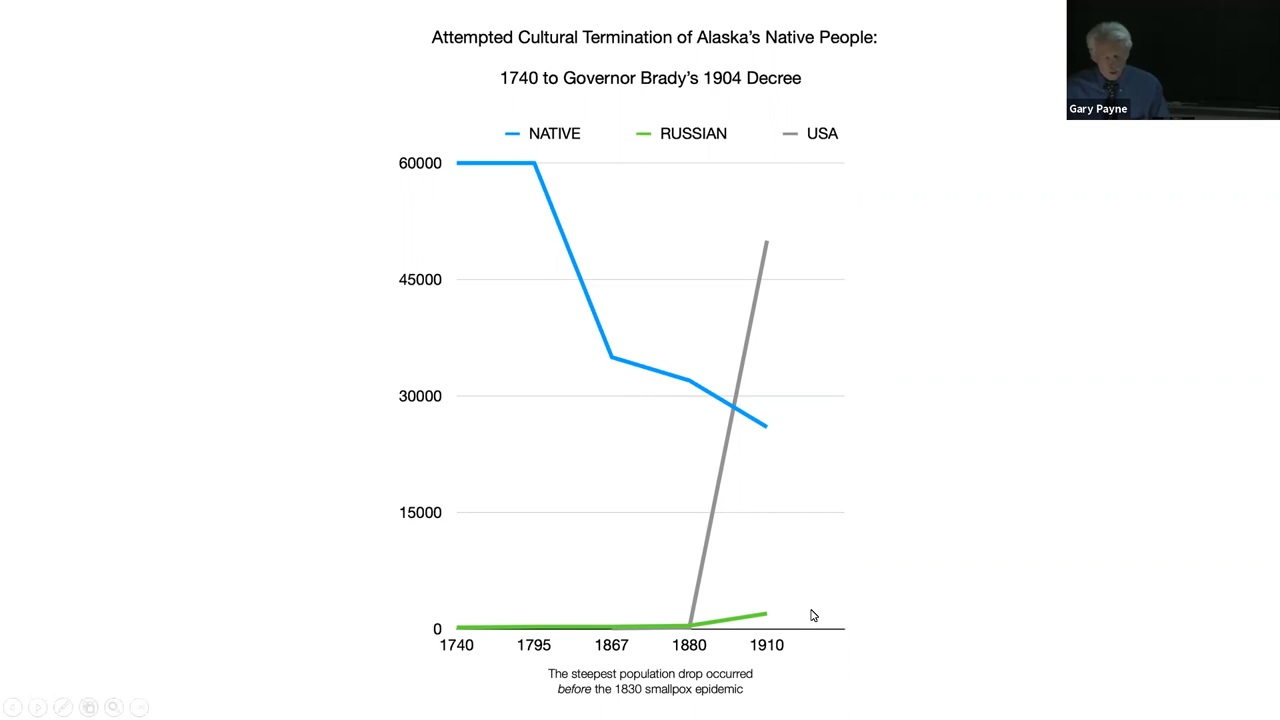 Attempted Cultural Termination of Alaska's Native People:
1740 to Governor Brady's 1904 Decree
Gary Payne
NATIVE RUSSIAN USA
60000
45000
30000
15000
0
1740 1795 1867 1880 1910
The steepest population drop occurred
before the 1830 smallpox epidemic